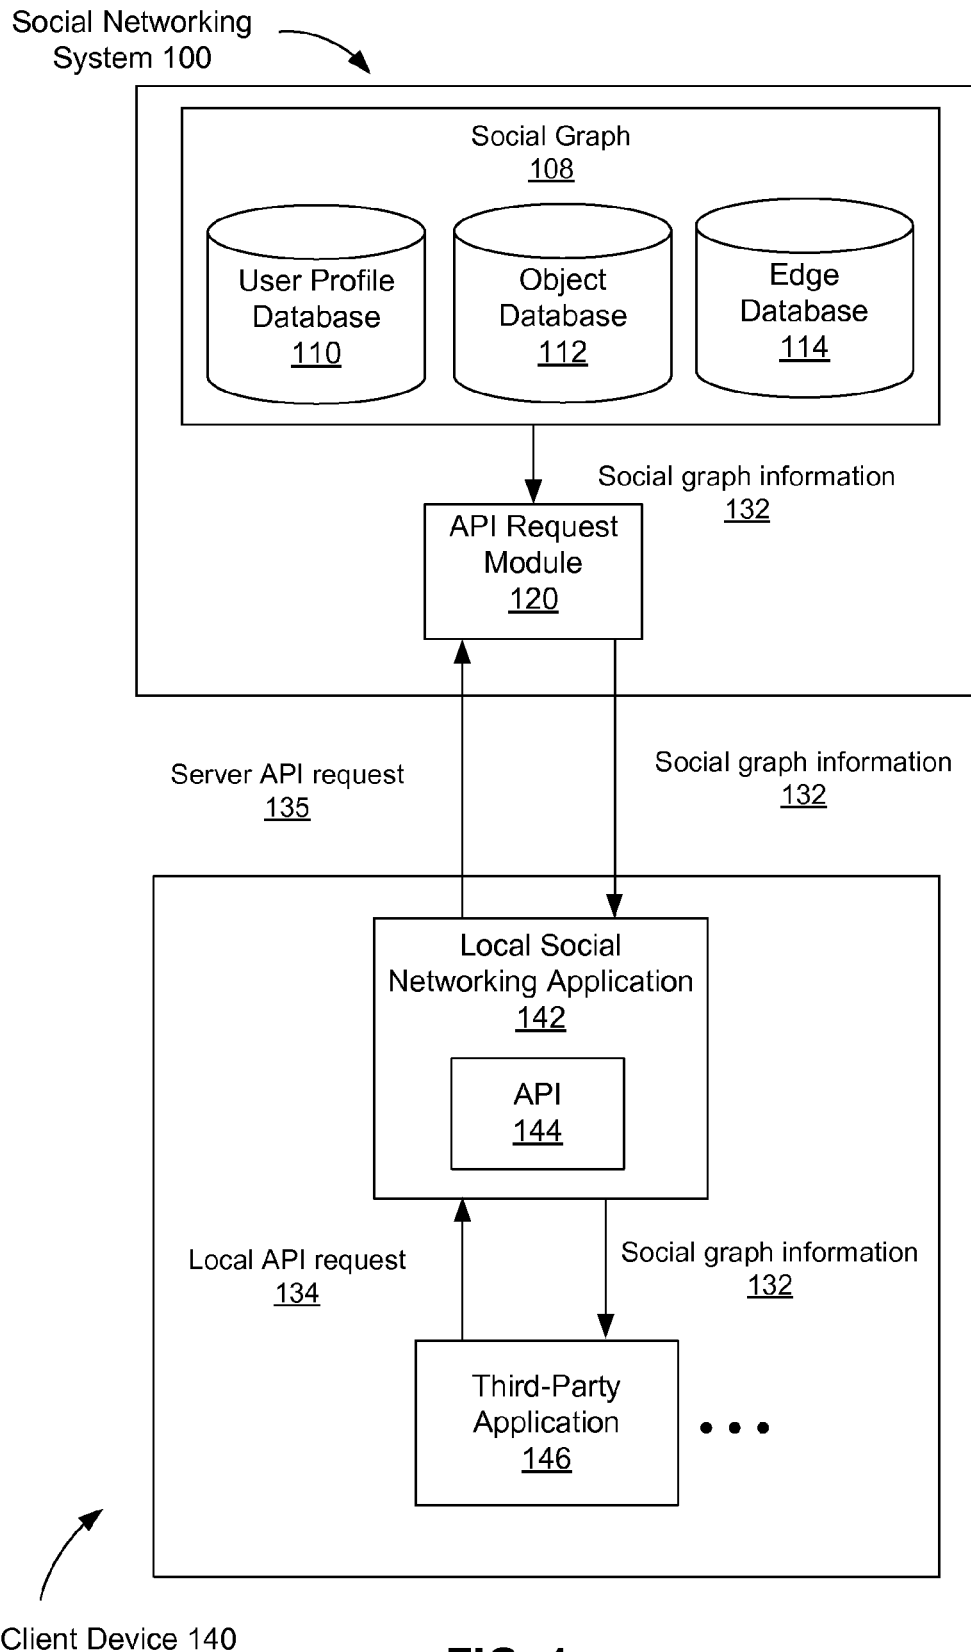 Social Networking
System 100
Social Graph
108
User Profile
Database
110
Object
Database
112
Edge
Database
114
Social graph information
132
API Request
Module
120
Server API request
135
Social graph information
132
Local Social
Networking Application
142
API
144
Local API request
134
Social graph information
132
Third-Party
Application
146
Client Device 140